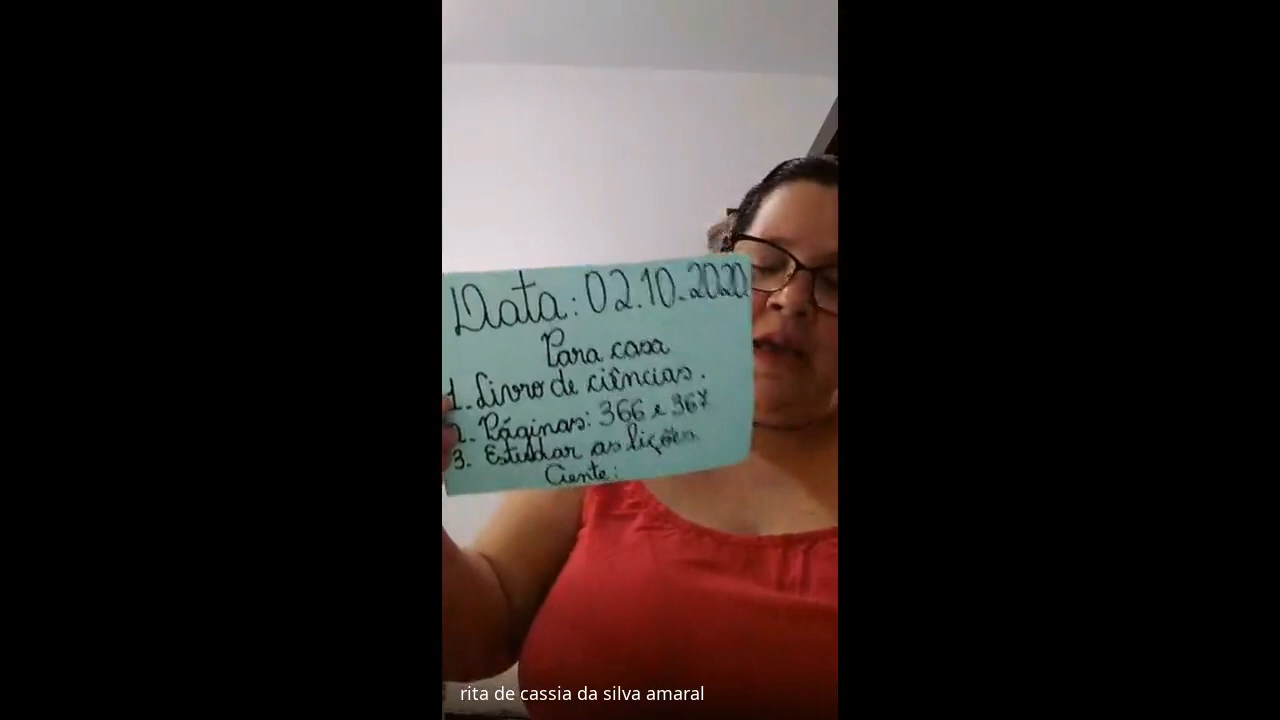 Data: 02.10.2020
Para casa
1. Livro de ciências.
2. Páginas: 366 e 367
3. Estudar as lições
Ciente:
rita de cassia da silva amaral